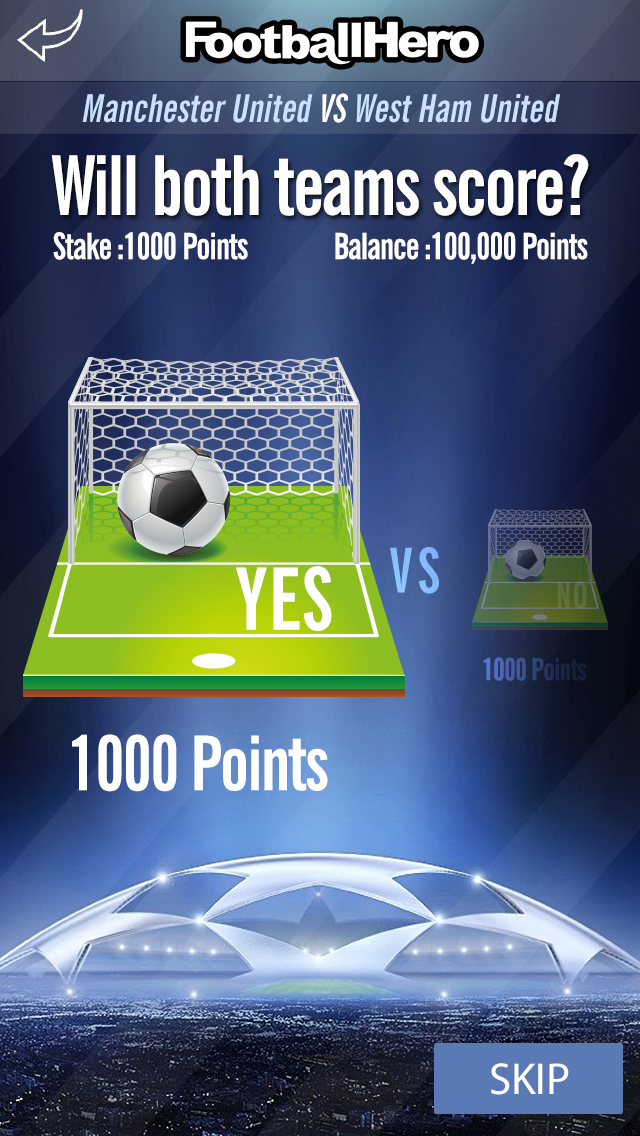 FootballHero
Manchester United VS West Ham United
Will both teams score?
Stake :1000 Points
Balance :100,000 Points
YES
VS
NO
1000 Points
1000 Points
SKIP